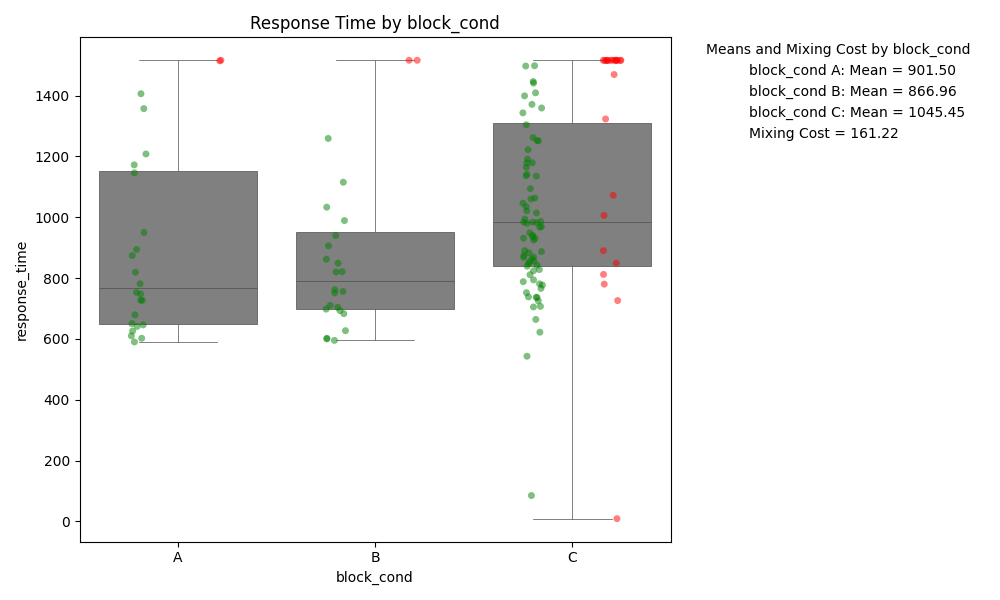 Response Time by block_cond
Means and Mixing Cost by block_cond
block_cond A: Mean = 901.50
block_cond B: Mean = 866.96
block_cond C: Mean = 1045.45
Mixing Cost = 161.22
response_time
1400
1200
1000
800
600
400
200
0
A
B
C
block_cond